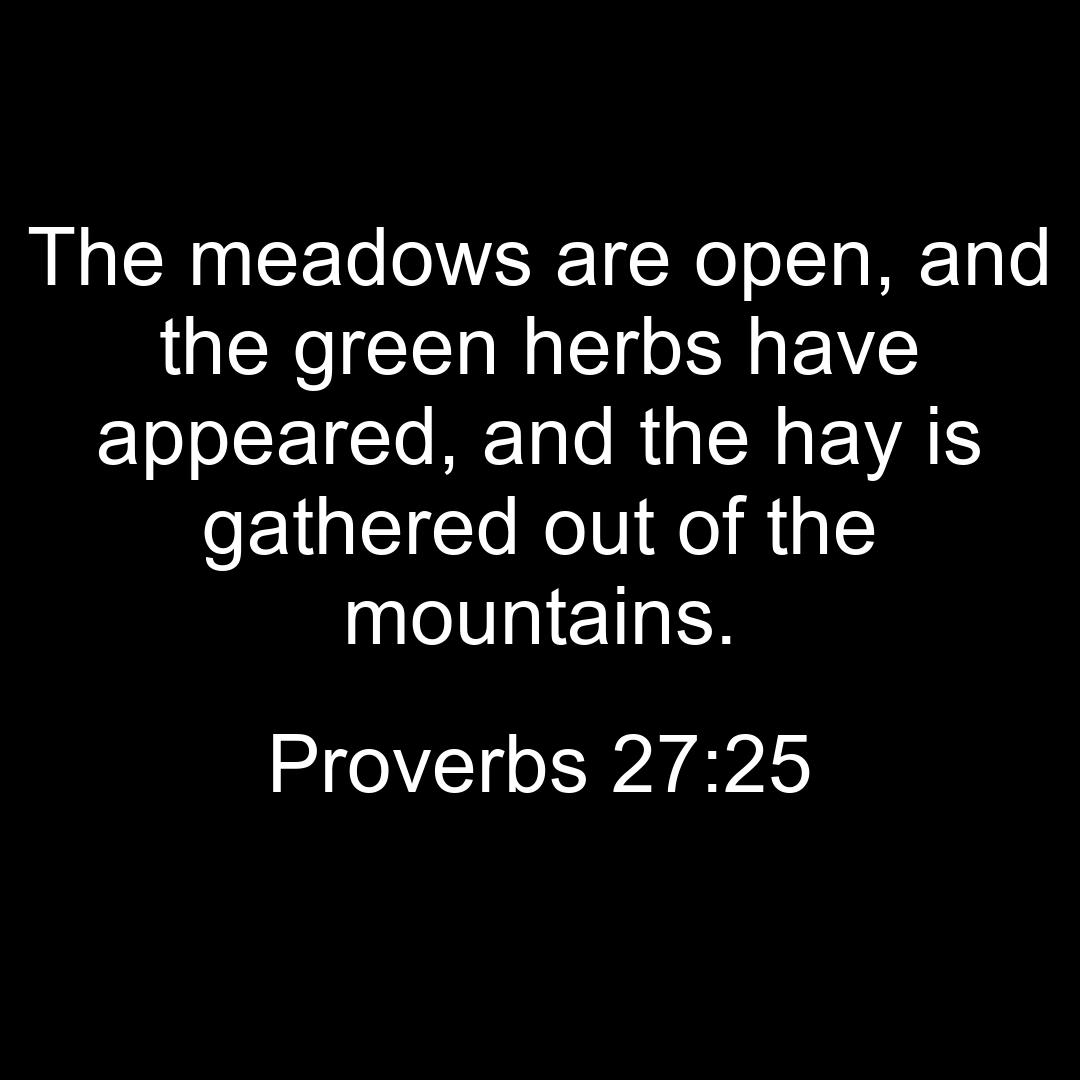 The meadows are open, and
the green herbs have
appeared, and the hay is
gathered out of the
mountains.
Proverbs 27:25